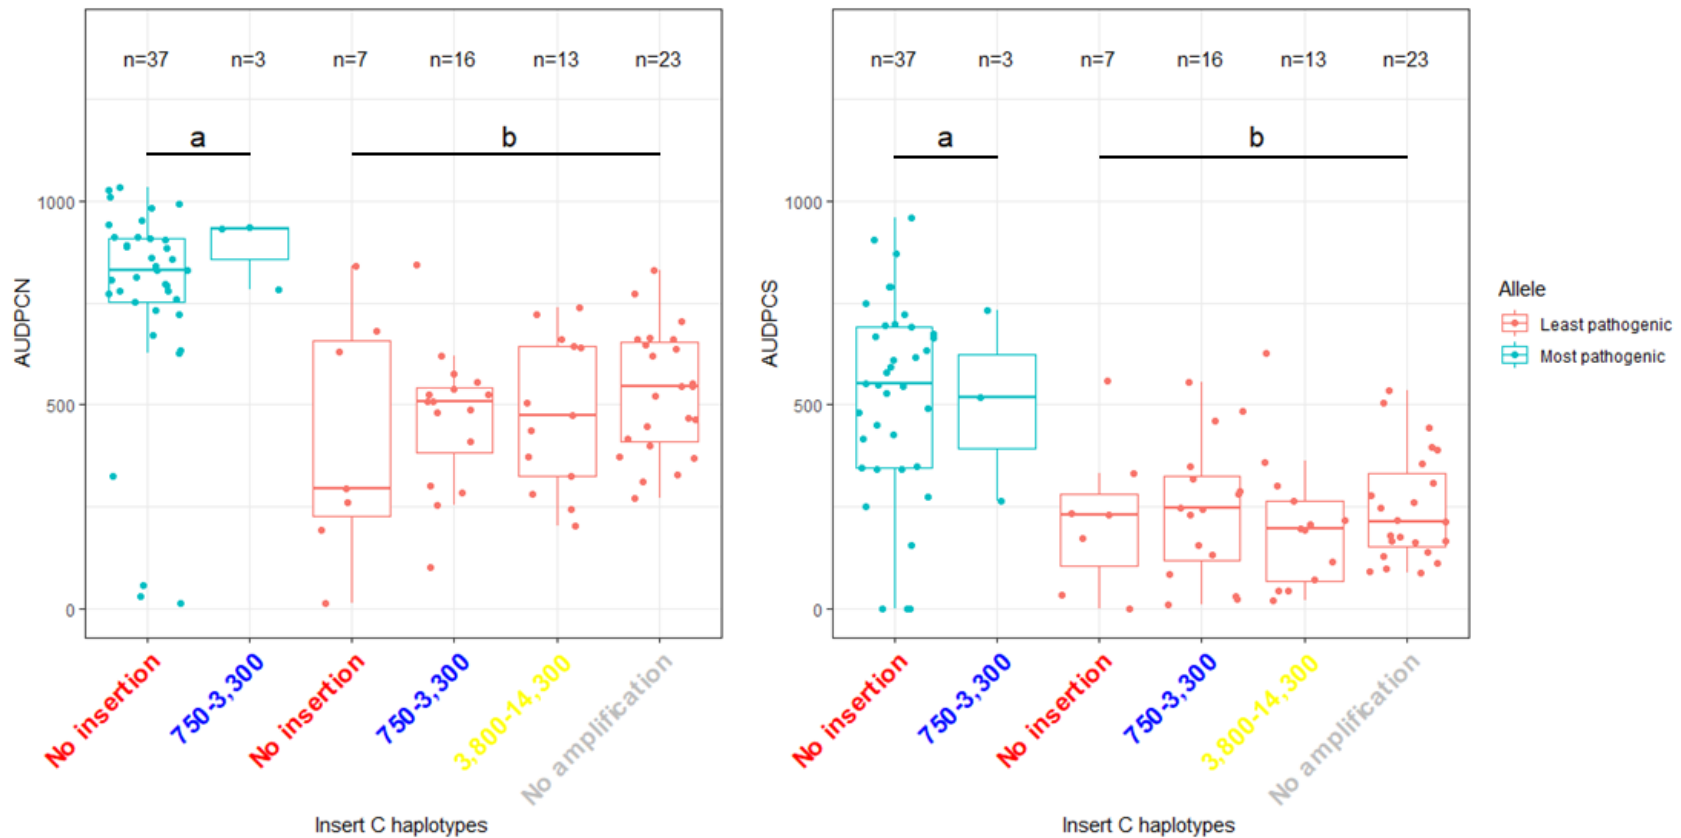 n=37 n=3 n=7 n=16 n=13 n=23
a b
1000
500
0
AUDPCN
No insertion
750-3,300
No insertion
750-3,300
3,800-14,300
No amplification
Insert C haplotypes
n=37 n=3 n=7 n=16 n=13 n=23
a b
1000
500
0
AUDPCS
No insertion
750-3,300
No insertion
750-3,300
3,800-14,300
No amplification
Insert C haplotypes
Allele
Least pathogenic
Most pathogenic